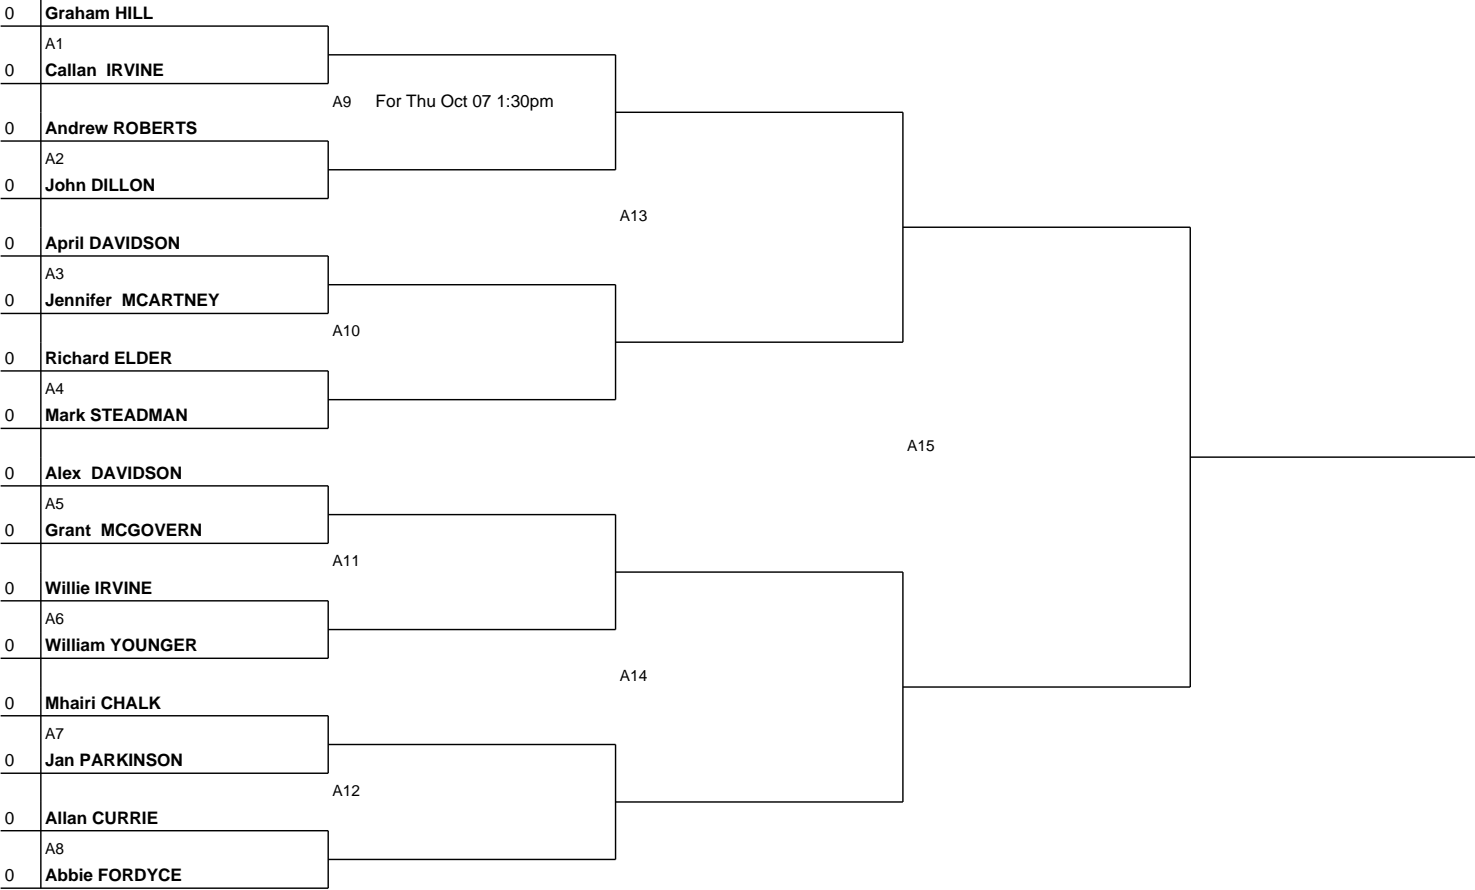 0 Graham HILL
A1
0 Callan IRVINE
A9 For Thu Oct 07 1:30pm
0 Andrew ROBERTS
A2
0 John DILLON
A13
0 April DAVIDSON
A3
0 Jennifer MCARTNEY
A10
0 Richard ELDER
A4
0 Mark STEADMAN
A15
0 Alex DAVIDSON
A5
0 Grant MCGOVERN
A11
0 Willie IRVINE
A6
0 William YOUNGER
A14
0 Mhairi CHALK
A7
0 Jan PARKINSON
A12
0 Allan CURRIE
A8
0 Abbie FORDYCE